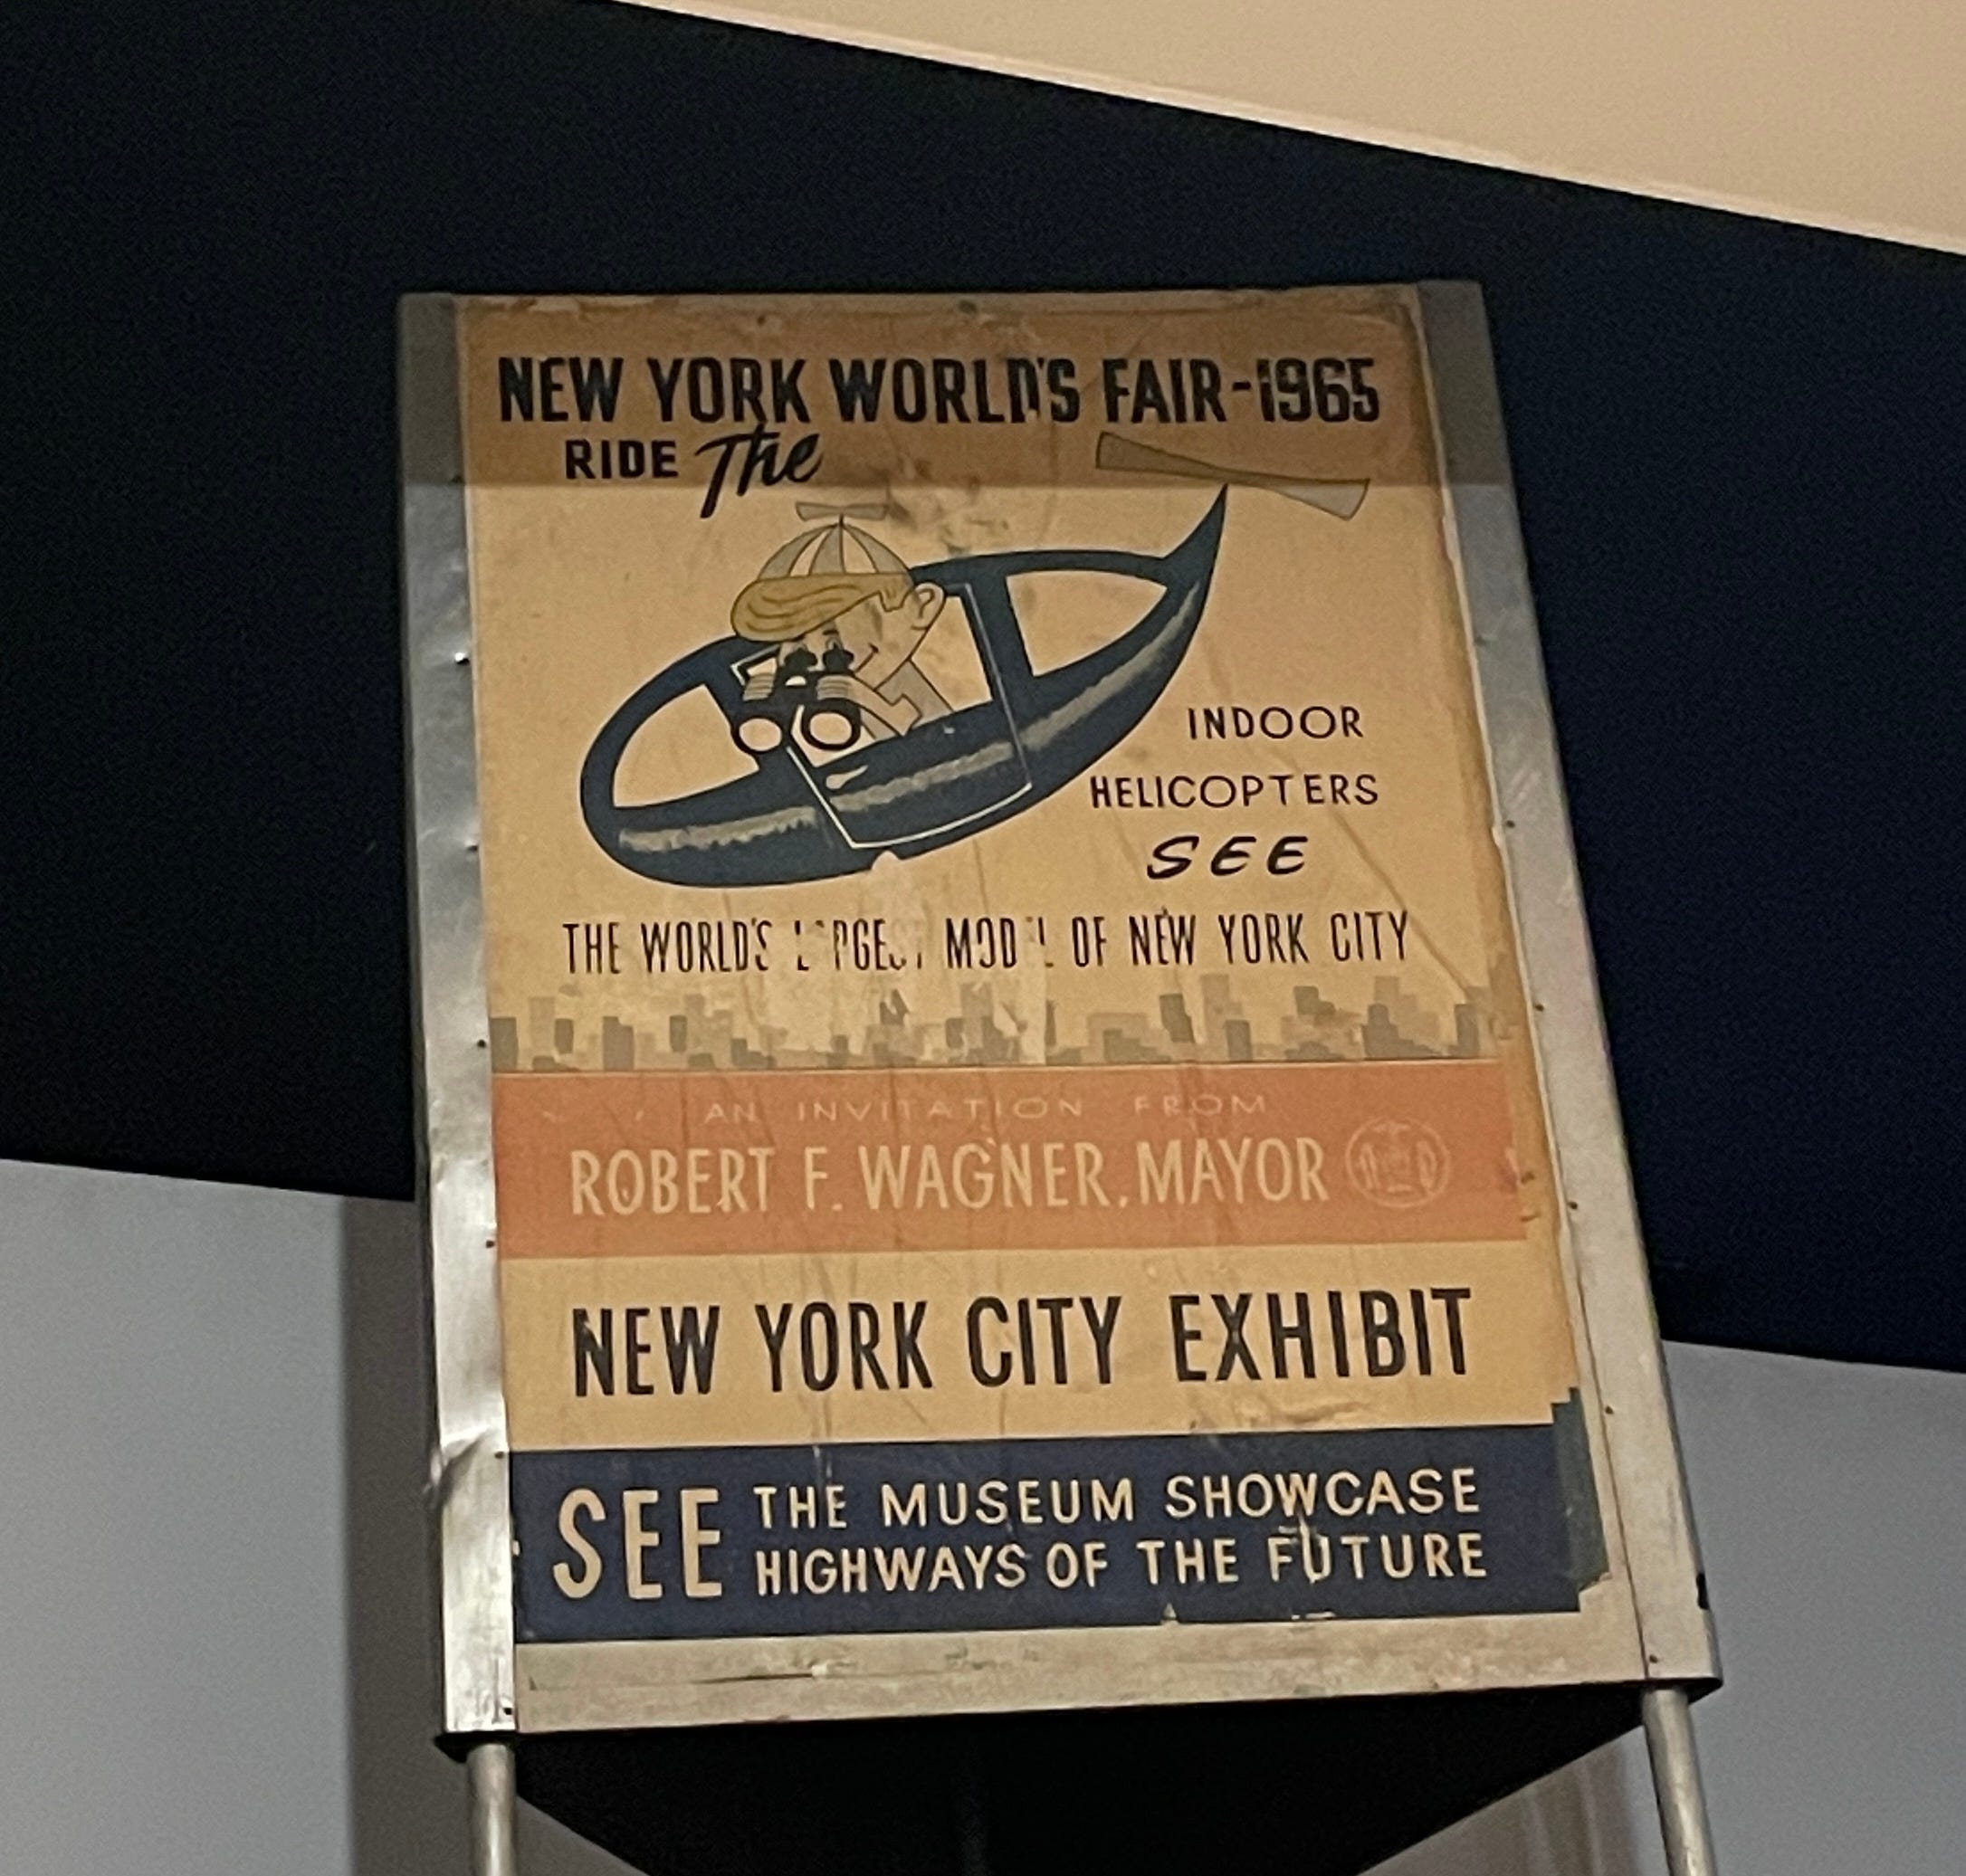 NEW YORK WORLD'S FAIR-1965
RIDE The
INDOOR
HELICOPTERS
SEE
THE WORLD'S LARGEST MODEL OF NEW YORK CITY
AN INVITATION FROM
ROBERT F. WAGNER, MAYOR
NEW YORK CITY EXHIBIT
SEE THE MUSEUM SHOWCASE
HIGHWAYS OF THE FUTURE